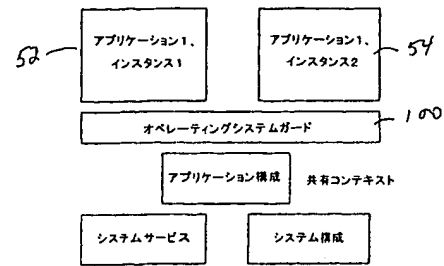 52
アプリケーション1、
インスタンス1
アプリケーション1、
インスタンス2
54
オペレーティングシステムガード
100
アプリケーション構成
共有コンテキスト
システムサービス
システム構成